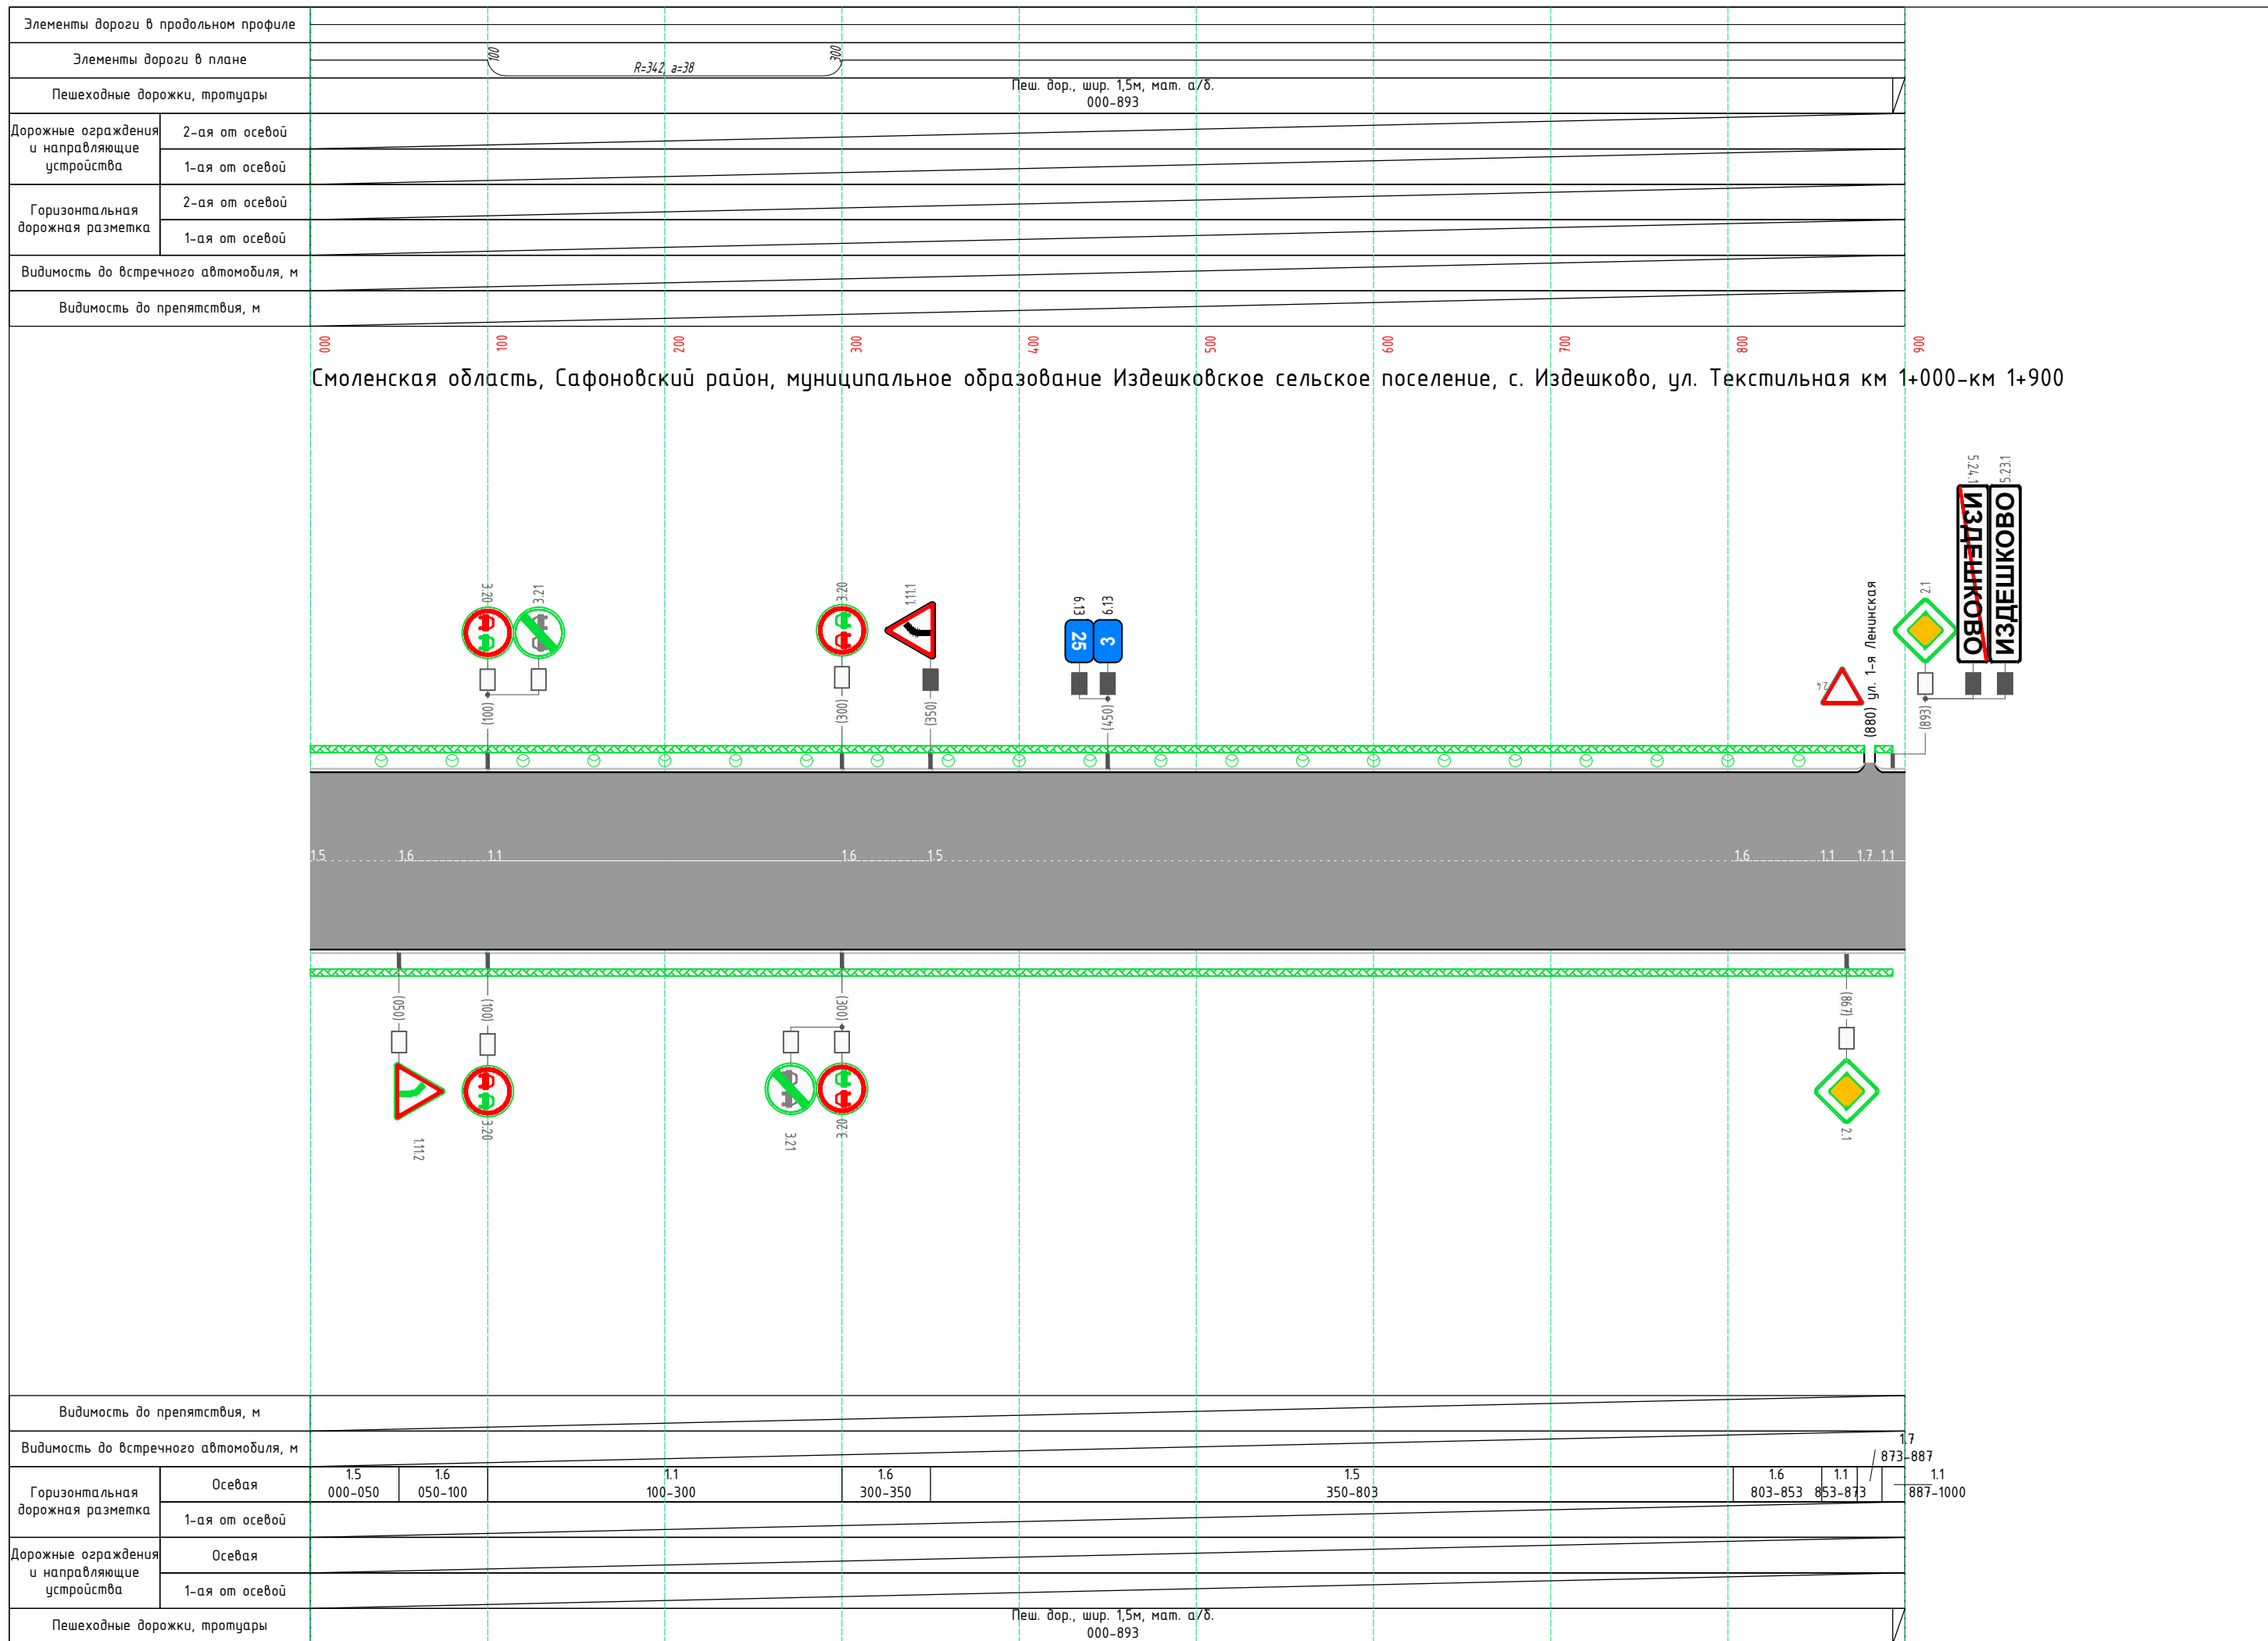 Элементы дороги в продольном профиле
Элементы дороги в плане
100
R=342, a=38
300
Пешеходные дорожки, тротуары
Пеш. дор., шир. 1,5м, мат. а/б.
000-893
Дорожные ограждения
и направляющие
устройства
2-ая от осевой
1-ая от осевой
Горизонтальная
дорожная разметка
2-ая от осевой
1-ая от осевой
Видимость до встречного автомобиля, м
Видимость до препятствия, м
000
100
200
300
400
500
600
700
800
900
Смоленская область, Сафоновский район, муниципальное образование Издешковское сельское поселение, с. Издешково, ул. Текстильная км 1+000-км 1+900
3.20
3.21
(100)
3.20
(300)
1.11.1
(350)
6.13
6.13
25
3
(450)
2.4
(880) ул. 1-я Ленинская
2.1
5.24.1
5.23.1
ИЗДЕШКОВО
ИЗДЕШКОВО
(893)
1.5
1.6
1.1
1.6
1.5
1.6
1.1
1.7
1.1
(050)
1.11.2
(100)
3.20
(300)
3.21
3.20
(867)
2.1
Видимость до препятствия, м
Видимость до встречного автомобиля, м
Горизонтальная
дорожная разметка
Осевая
1.5
000-050
1.6
050-100
1.1
100-300
1.6
300-350
1.5
350-803
1.6
803-853
1.1
853-873
1.7
873-887
1.1
887-1000
1-ая от осевой
Дорожные ограждения
и направляющие
устройства
Осевая
1-ая от осевой
Пешеходные дорожки, тротуары
Пеш. дор., шир. 1,5м, мат. а/б.
000-893